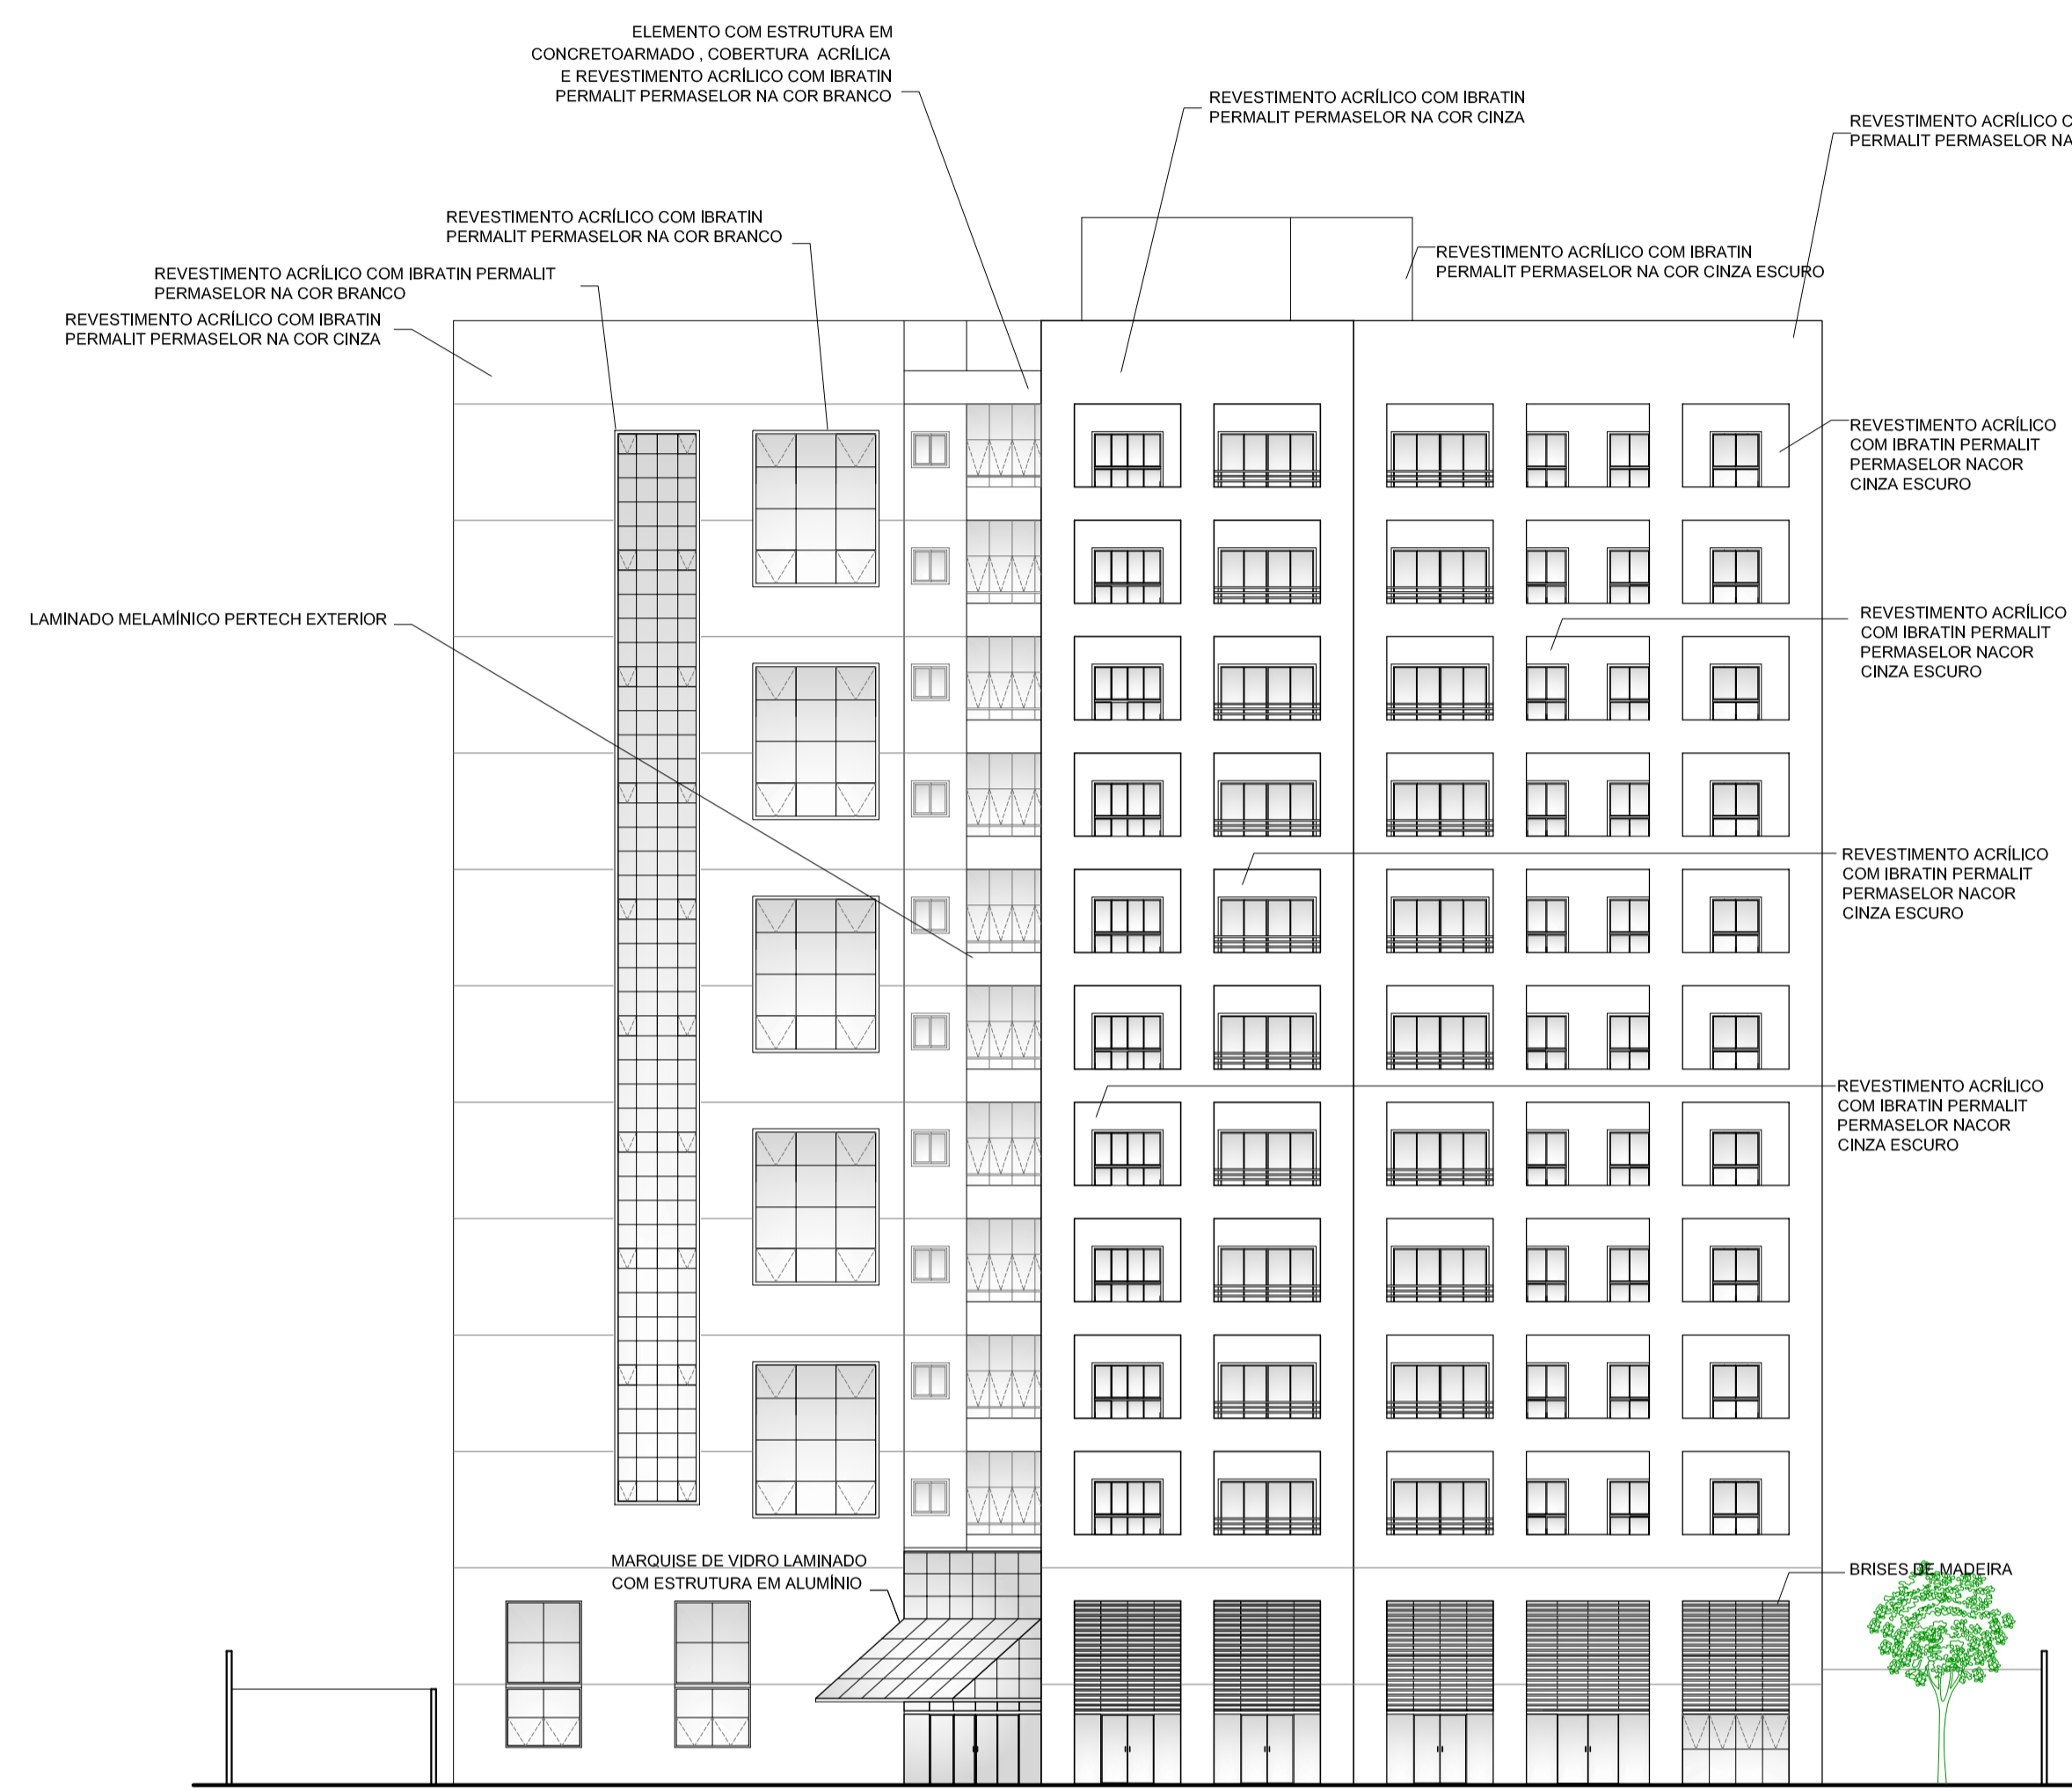 ELEMENTO COM ESTRUTURA EM
CONCRETOARMADO , COBERTURA ACRÍLICA
E REVESTIMENTO ACRÍLICO COM IBRATIN
PERMALIT PERMASELOR NA COR BRANCO
REVESTIMENTO ACRÍLICO COM IBRATIN
PERMALIT PERMASELOR NA COR CINZA
REVESTIMENTO ACRÍLICO
PERMALIT PERMASELOR NA
REVESTIMENTO ACRÍLICO COM IBRATIN
PERMALIT PERMASELOR NA COR BRANCO
REVESTIMENTO ACRÍLICO COM IBRATIN
PERMALIT PERMASELOR NA COR CINZA ESCURO
REVESTIMENTO ACRÍLICO COM IBRATIN PERMALIT
PERMASELOR NA COR BRANCO
REVESTIMENTO ACRÍLICO COM IBRATIN
PERMALIT PERMASELOR NA COR CINZA
REVESTIMENTO ACRÍLICO
COM IBRATIN PERMALIT
PERMASELOR NACOR
CINZA ESCURO
LAMINADO MELAMÍNICO PERTECH EXTERIOR
REVESTIMENTO ACRÍLICO
COM IBRATIN PERMALIT
PERMASELOR NACOR
CINZA ESCURO
REVESTIMENTO ACRÍLICO
COM IBRATIN PERMALIT
PERMASELOR NACOR
CINZA ESCURO
REVESTIMENTO ACRÍLICO
COM IBRATIN PERMALIT
PERMASELOR NACOR
CINZA ESCURO
MARQUISE DE VIDRO LAMINADO
COM ESTRUTURA EM ALUMÍNIO
BRISES DE MADEIRA